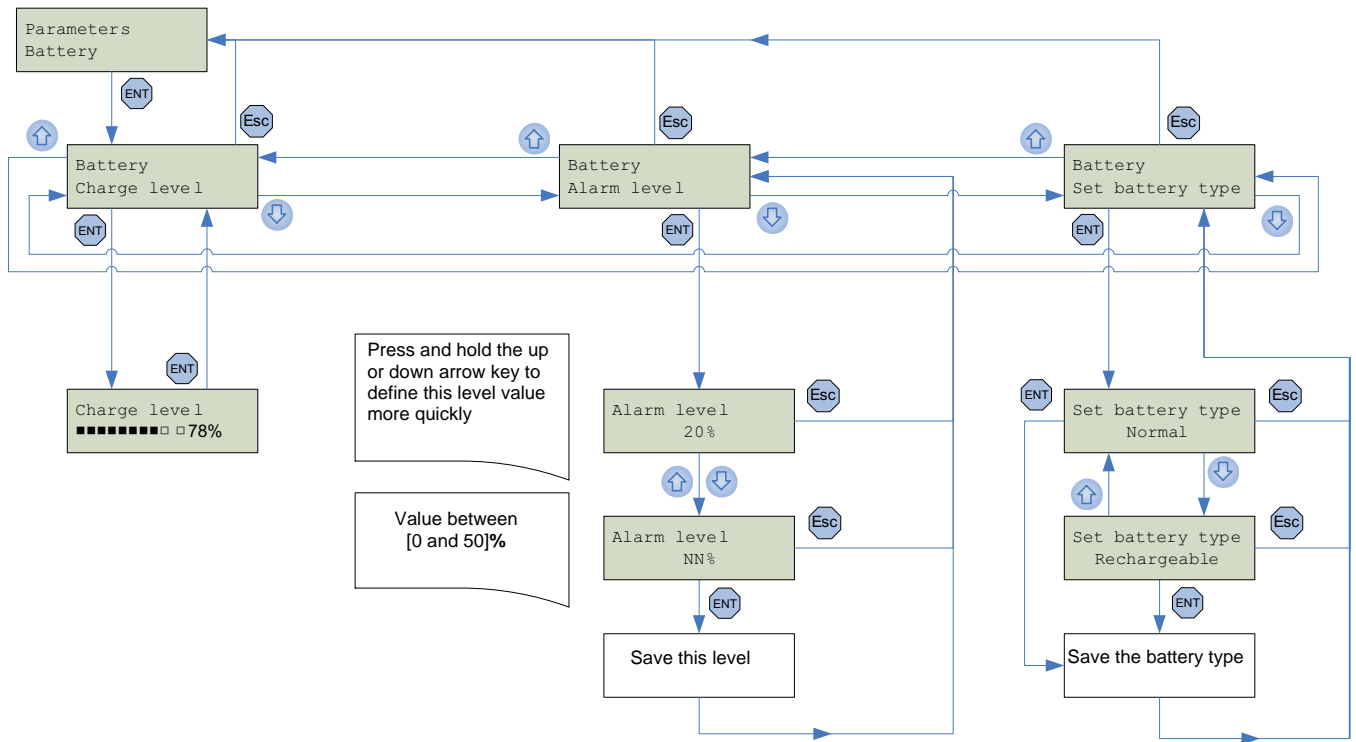 Parameters
Battery
ENT
Esc
Esc
Esc
Battery
Charge level
Battery
Alarm level
Battery
Set battery type
ENT
ENT
ENT
Press and hold the up
or down arrow key to
define this level value
more quickly
ENT
Charge level
78%
Alarm level
20%
Esc
ENT
Set battery type
Normal
Esc
Value between
[0 and 50]%
Alarm level
NN%
Esc
Set battery type
Rechargeable
Esc
ENT
ENT
Save this level
Save the battery type